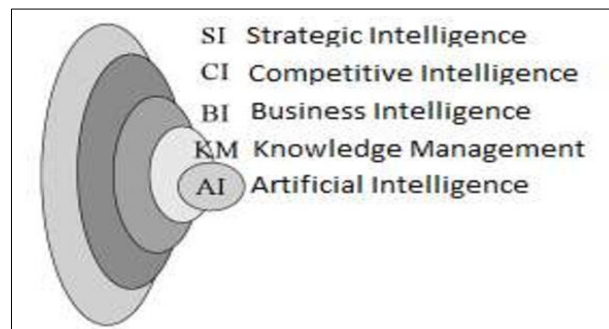 SI Strategic Intelligence
CI Competitive Intelligence
BI Business Intelligence
KM Knowledge Management
AI Artificial Intelligence